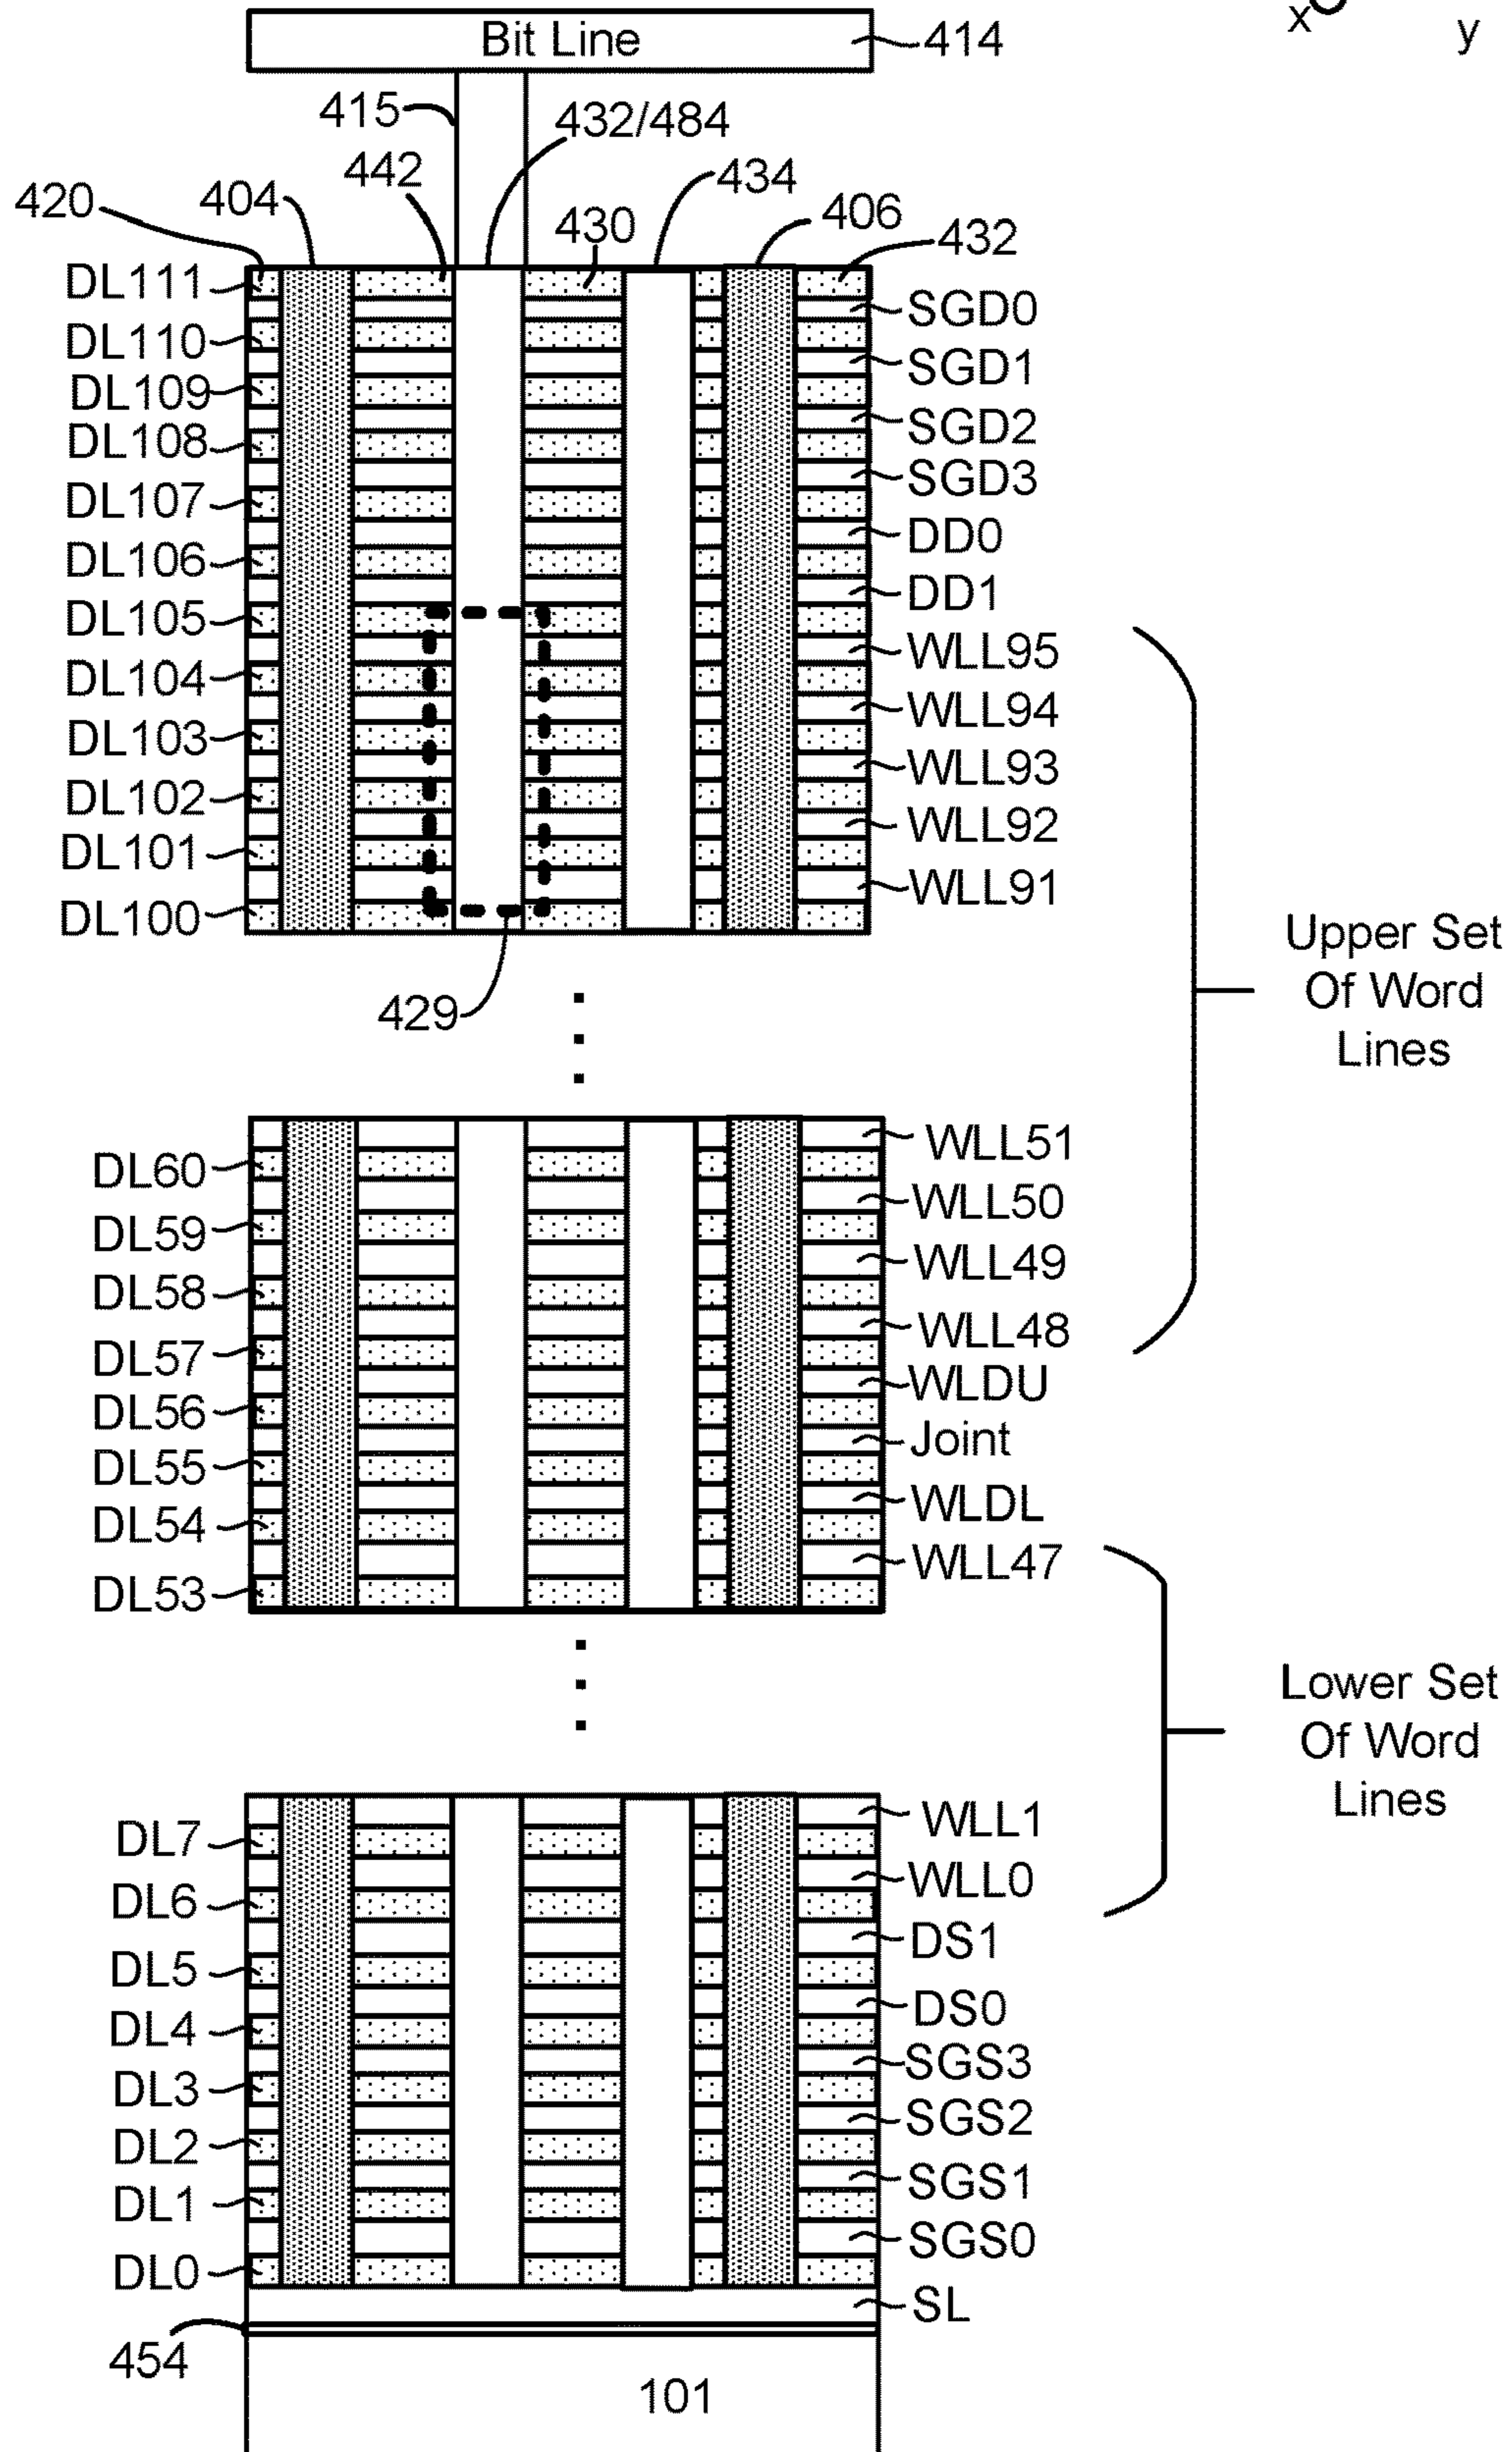 x y
Bit Line 414
415 432/484
442 434
420 404 430 406 432
DL111 SGD0
DL110 SGD1
DL109 SGD2
DL108 SGD3
DL107 DD0
DL106 DD1
DL105 WLL95
DL104 WLL94
DL103 WLL93
DL102 WLL92
DL101 WLL91
DL100
429
Upper Set
Of Word
Lines
WLL51
DL60 WLL50
DL59 WLL49
DL58 WLL48
DL57 WLDU
DL56 Joint
DL55 WLDL
DL54 WLL47
DL53
Lower Set
Of Word
Lines
WLL1
DL7 WLL0
DL6 DS1
DL5 DS0
DL4 SGS3
DL3 SGS2
DL2 SGS1
DL1 SGS0
DL0 SL
454
101